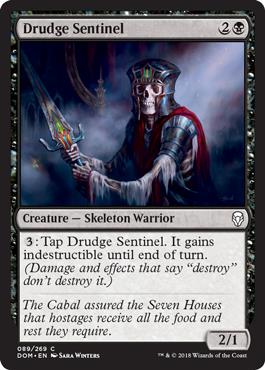 Drudge Sentinel 2
Creature — Skeleton Warrior
3: Tap Drudge Sentinel. It gains
indestructible until end of turn.
(Damage and effects that say “destroy”
don’t destroy it.)
The Cabal assured the Seven Houses
that hostages receive all the food and
rest they require.
2/1
089/269 C
DOM • EN SARA WINTERS
™ & © 2018 Wizards of the Coast